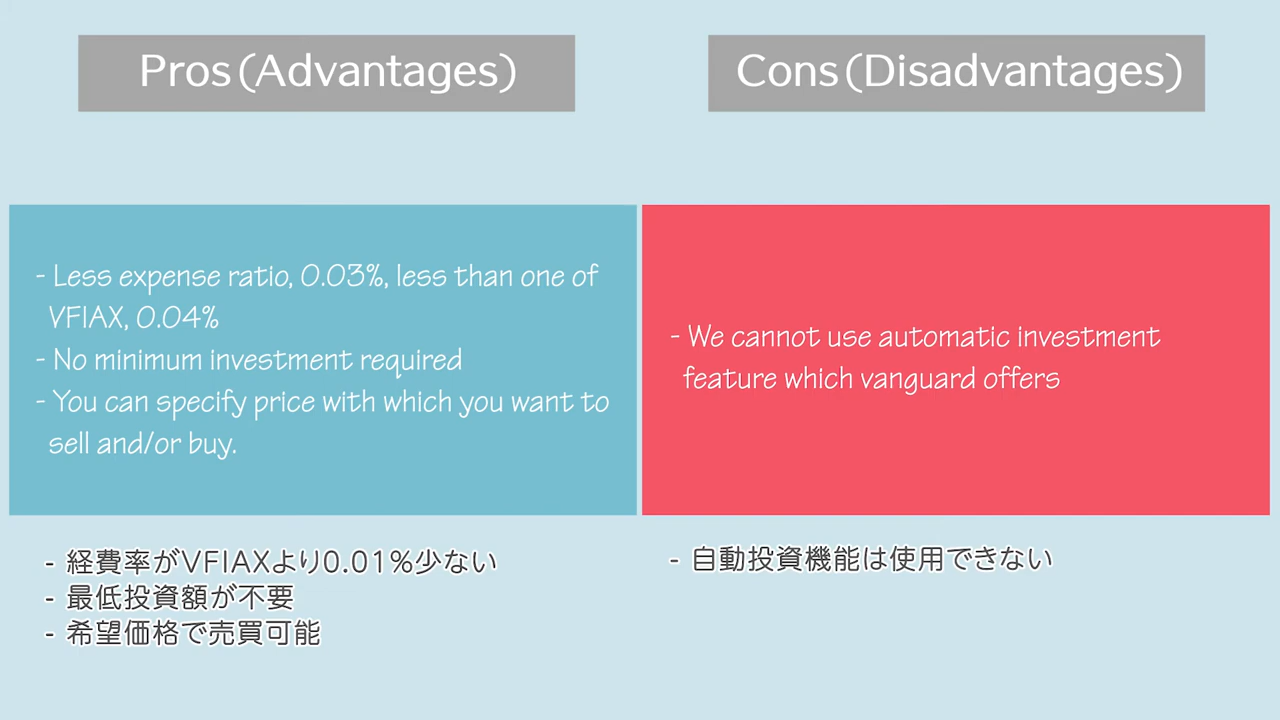 Pros (Advantages)
Cons (Disadvantages)
- Less expense ratio, 0.03%, less than one of
VFIAX, 0.04%
- No minimum investment required
- You can specify price with which you want to
sell and/or buy.
- We cannot use automatic investment
feature which vanguard offers
- 経費率がVFIAXより0.01%少ない
- 最低投資額が不要
- 希望価格で売買可能
- 自動投資機能は使用できない